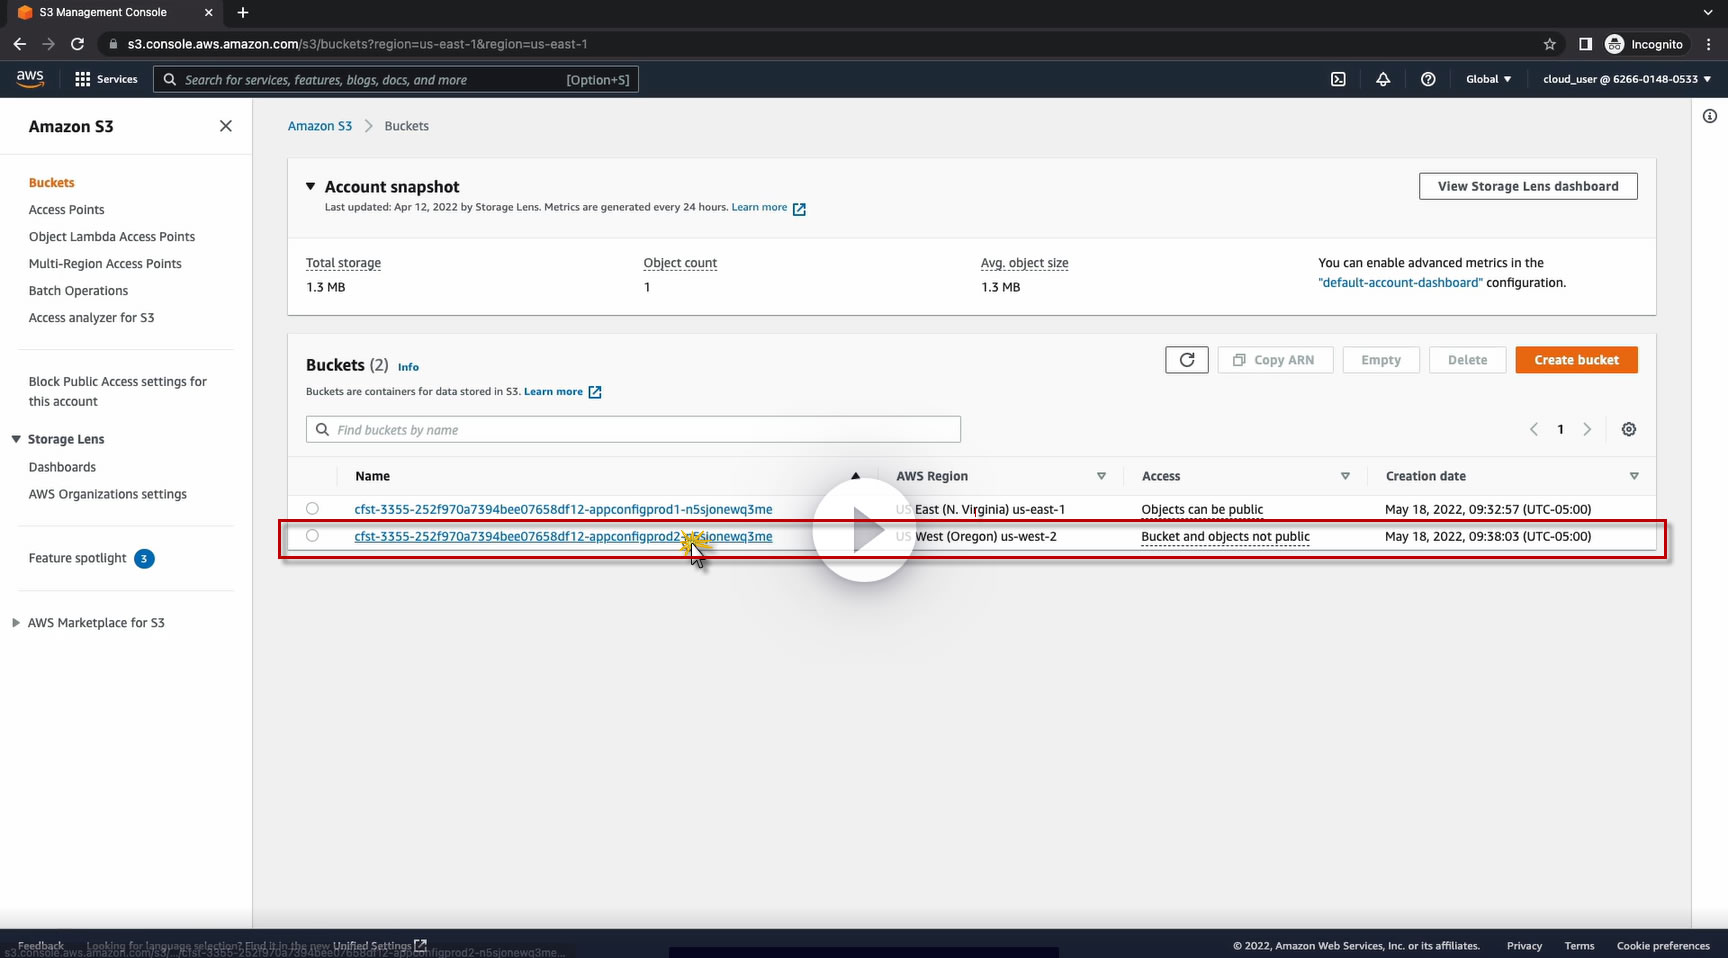 S3 Management Console
s3.console.aws.amazon.com/s3/buckets?region=us-east-1&region=us-east-1
Incognito
aws
Services
Search for services, features, blogs, docs, and more
[Option+S]
Global
cloud_user @ 6266-0148-0533
Amazon S3
Buckets
Access Points
Object Lambda Access Points
Multi-Region Access Points
Batch Operations
Access analyzer for S3
Block Public Access settings for
this account
Storage Lens
Dashboards
AWS Organizations settings
Feature spotlight 3
AWS Marketplace for S3
Amazon S3 Buckets
Account snapshot
View Storage Lens dashboard
Last updated: Apr 12, 2022 by Storage Lens. Metrics are generated every 24 hours. Learn more
Total storage
1.3 MB
Object count
1
Avg. object size
1.3 MB
You can enable advanced metrics in the
"default-account-dashboard" configuration.
Buckets (2) Info
Copy ARN
Empty
Delete
Create bucket
Buckets are containers for data stored in S3. Learn more
Find buckets by name
1
Name AWS Region Access Creation date
cfst-3355-252f970a7394bee07658df12-appconfigprod1-n5sjonewq3me US East (N. Virginia) us-east-1 Objects can be public May 18, 2022, 09:32:57 (UTC-05:00)
cfst-3355-252f970a7394bee07658df12-appconfigprod2-n5sjonewq3me US West (Oregon) us-west-2 Bucket and objects not public May 18, 2022, 09:38:03 (UTC-05:00)
Feedback Looking for language selection? Find it in the new Unified Settings
s3.console.aws.amazon.com/s3/.../cfst-3355-252f970a7394bee07658df12-appconfigprod2-n5sjonewq3me...
© 2022, Amazon Web Services, Inc. or its affiliates. Privacy Terms Cookie preferences